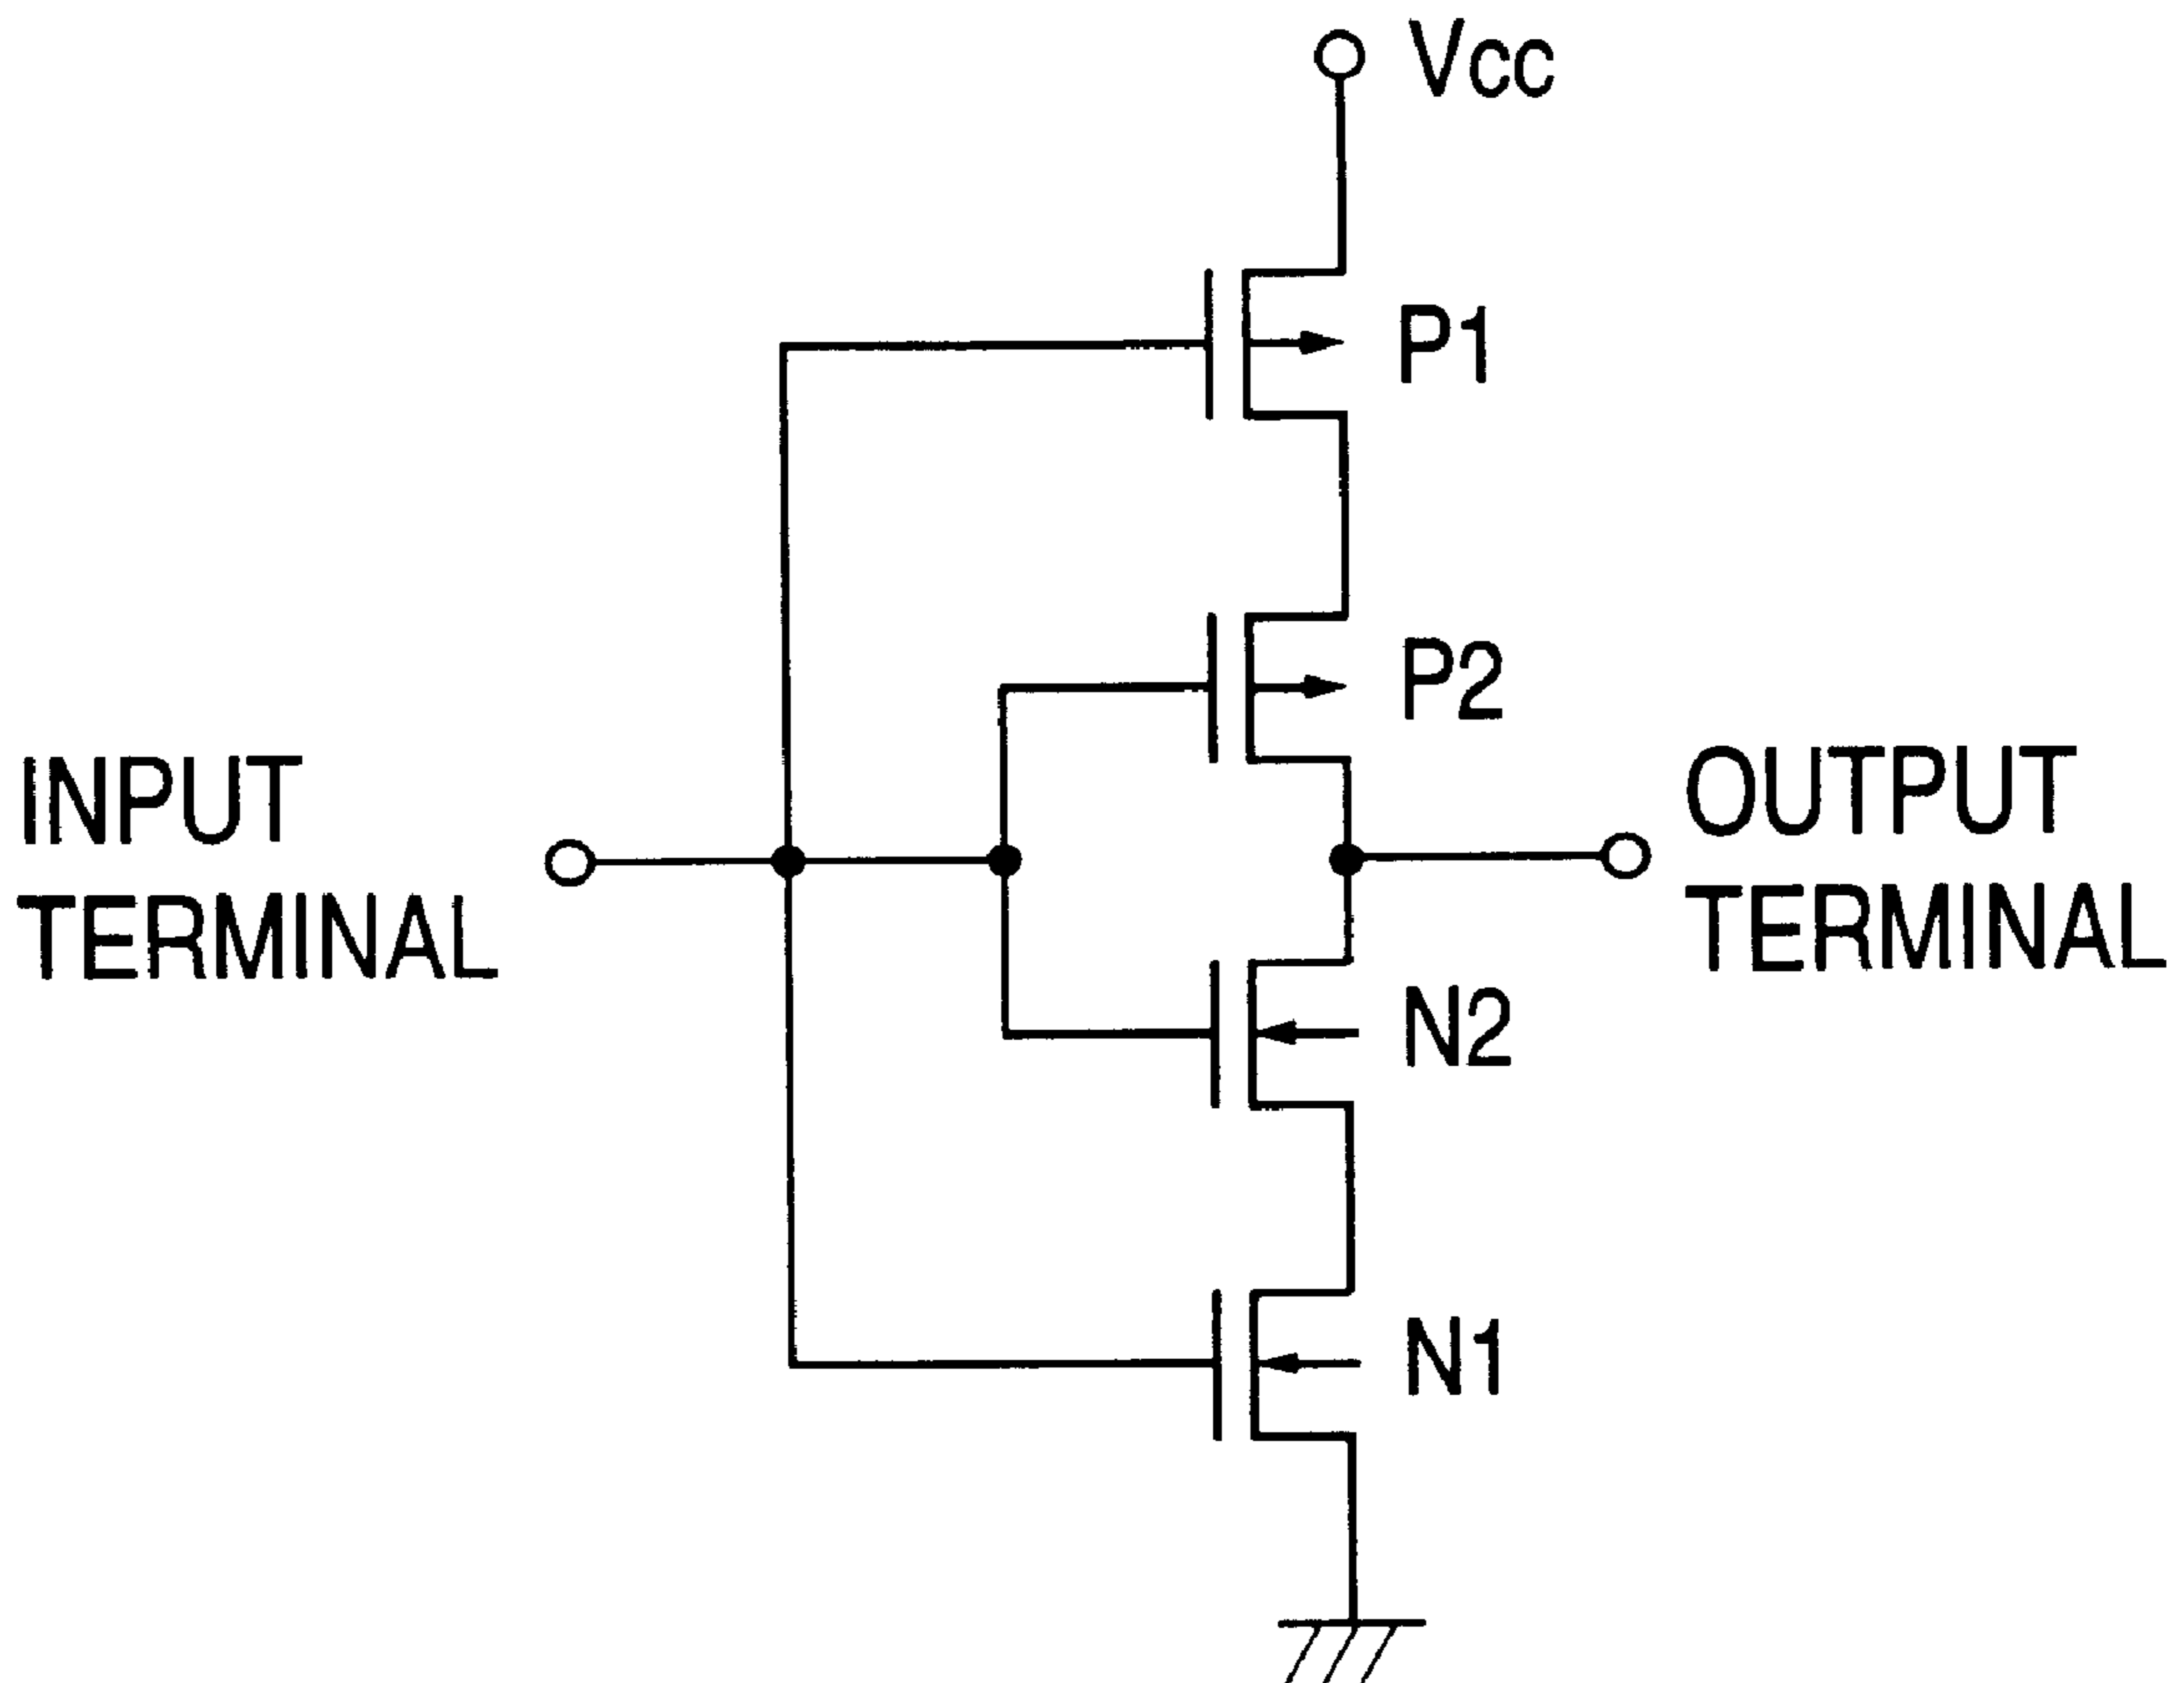 Vcc
P1
P2
INPUT
TERMINAL
OUTPUT
TERMINAL
N2
N1